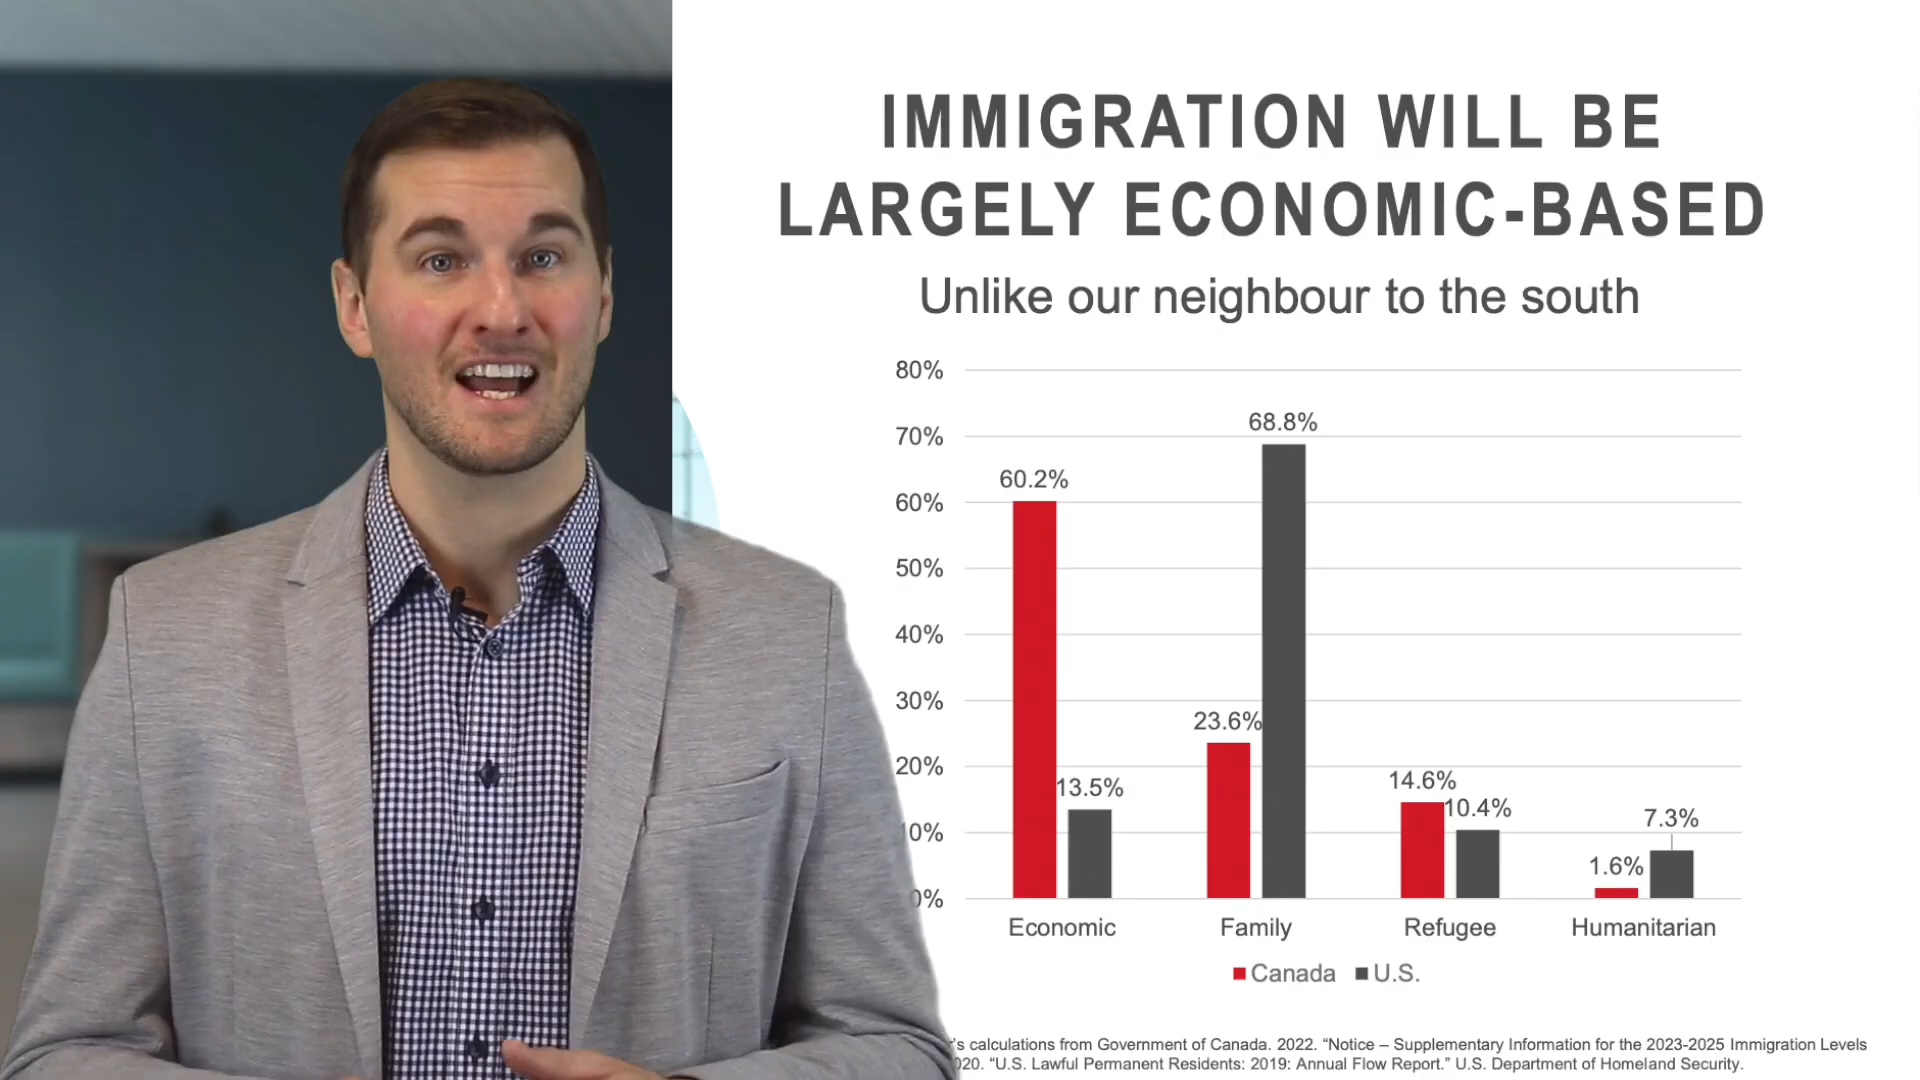 IMMIGRATION WILL BE
LARGELY ECONOMIC-BASED
Unlike our neighbour to the south
80%
70%
60%
50%
40%
30%
20%
10%
0%
60.2%
13.5%
23.6%
68.8%
14.6%
10.4%
1.6%
7.3%
Economic
Family
Refugee
Humanitarian
Canada
U.S.
's calculations from Government of Canada. 2022. “Notice – Supplementary Information for the 2023-2025 Immigration Levels
“U.S. Lawful Permanent Residents: 2019: Annual Flow Report.” U.S. Department of Homeland Security.